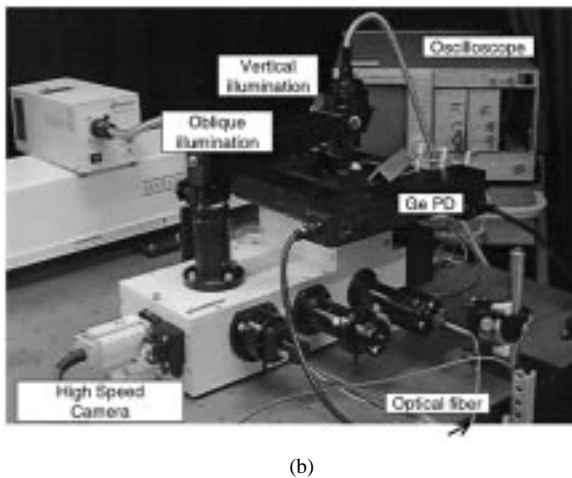 Oscilloscope
Vertical
illumination
Oblique
illumination
Ge PD
High Speed
Camera
Optical fiber
(b)